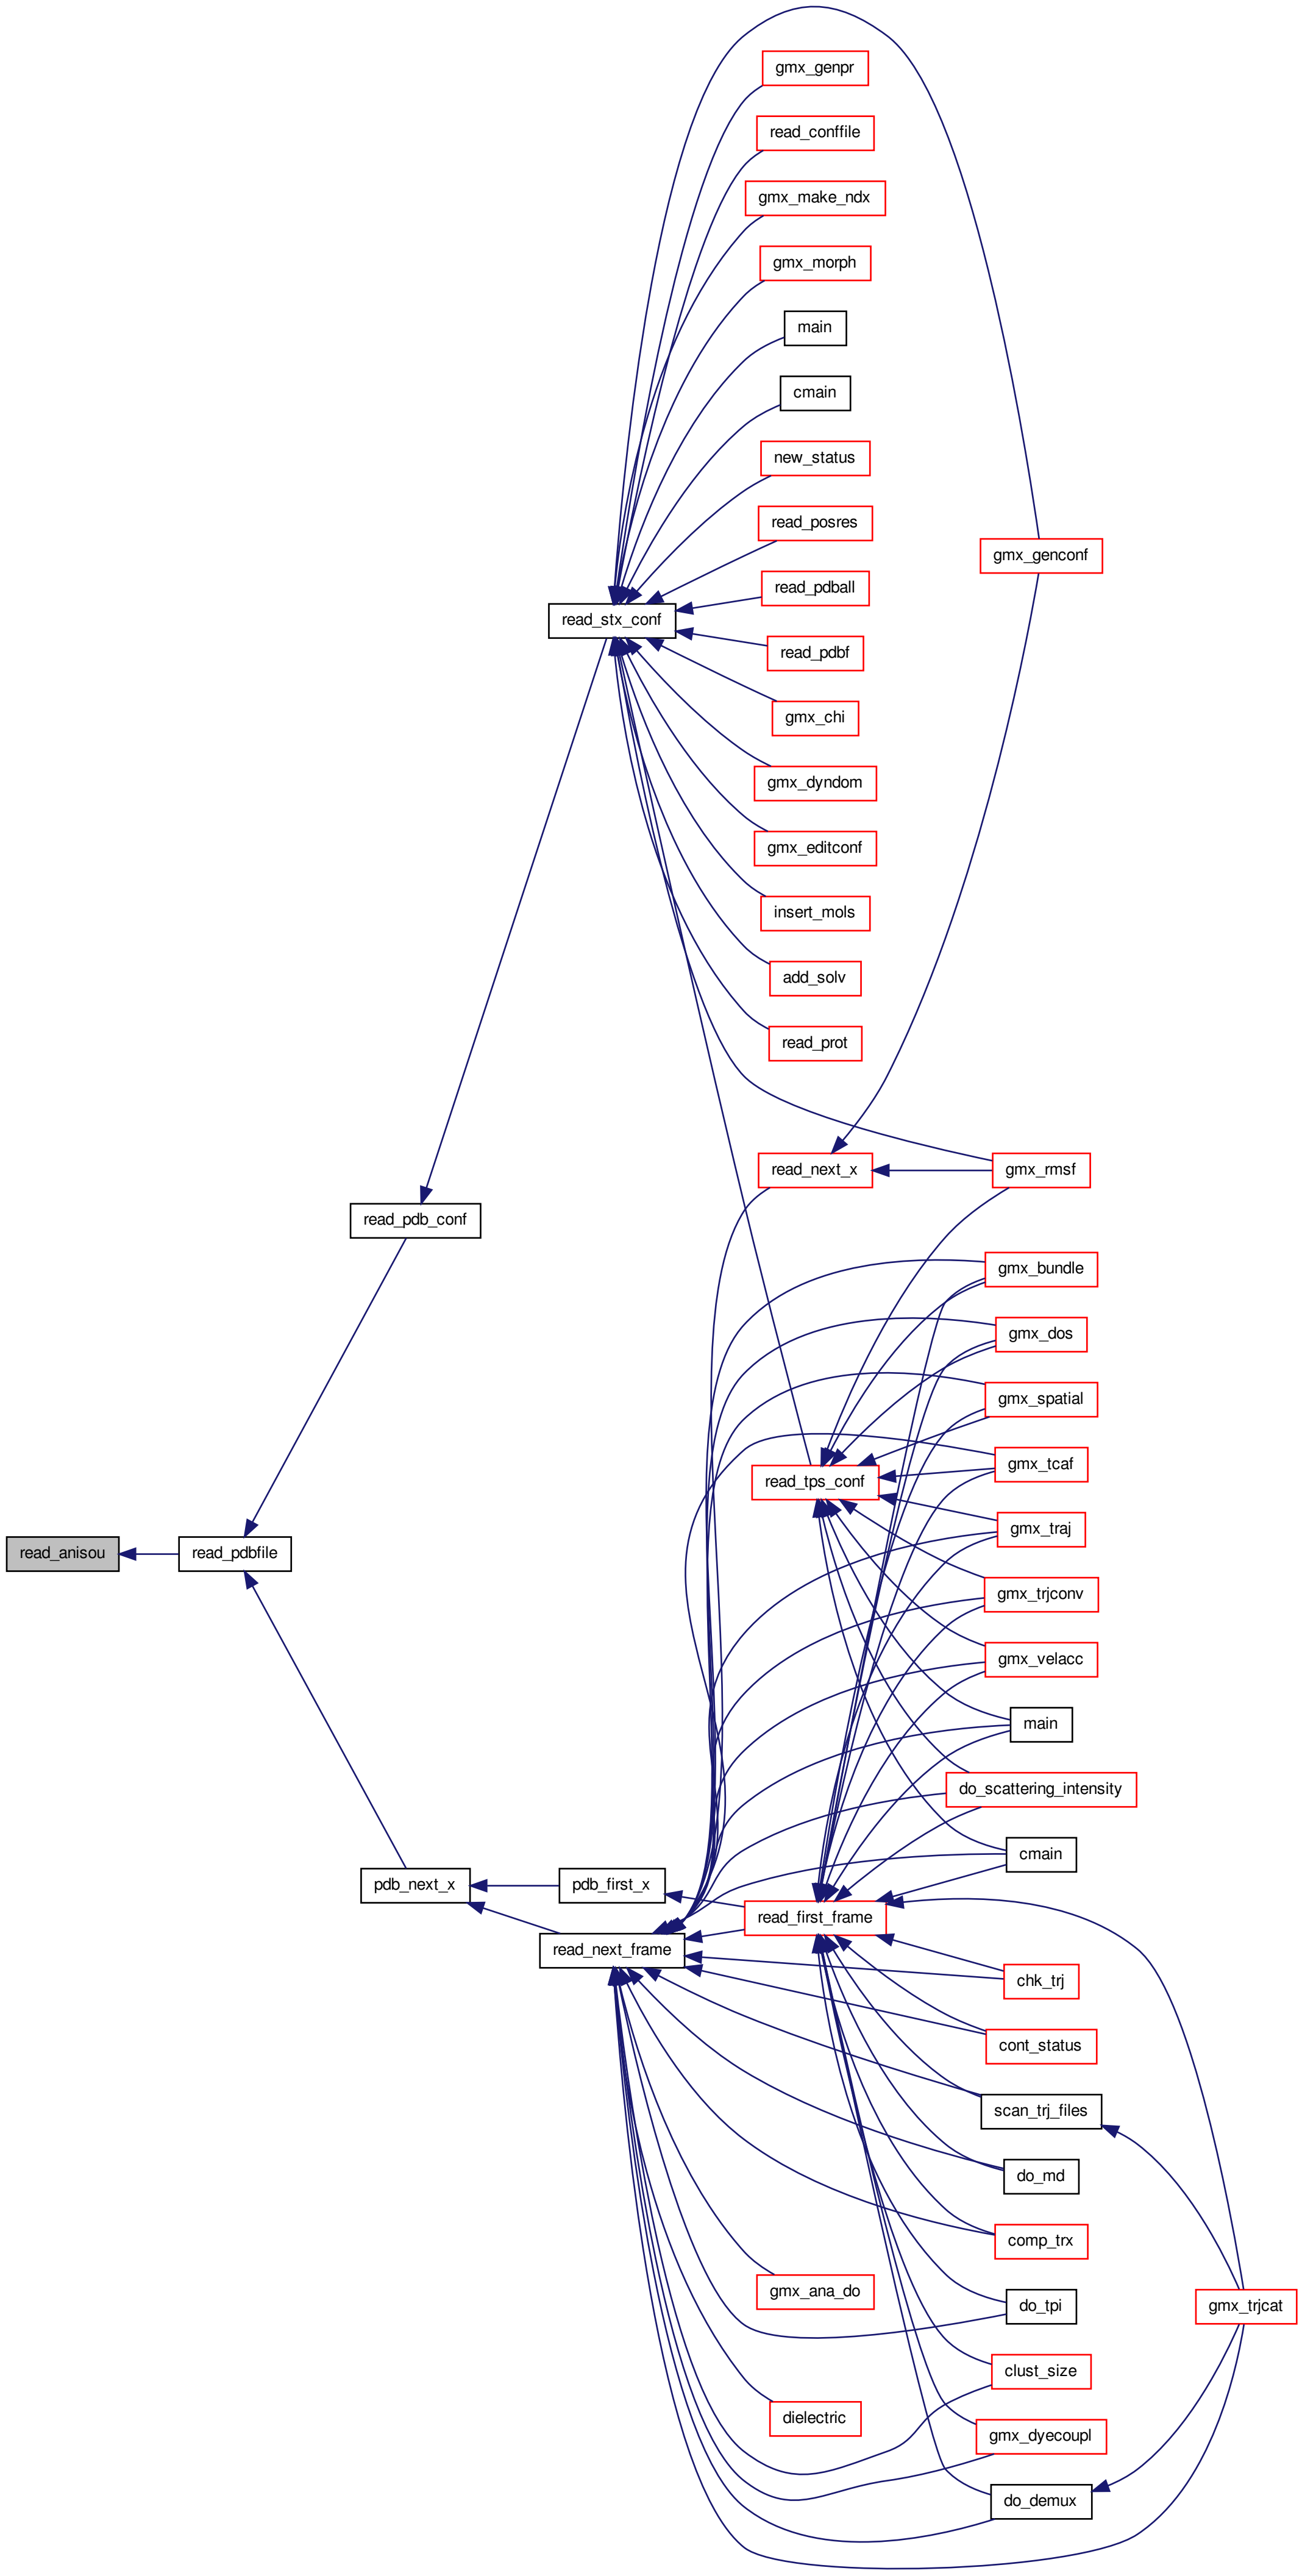 gmx_genpr
read_conffile
gmx_make_ndx
gmx_morph
main
cmain
new_status
read_posres
gmx_genconf
read_pdball
read_stx_conf
read_pdbf
gmx_chi
gmx_dyndom
gmx_editconf
insert_mols
add_solv
read_prot
read_next_x
gmx_rmsf
read_pdb_conf
gmx_bundle
gmx_dos
gmx_spatial
gmx_tcaf
read_tps_conf
gmx_traj
read_anisou
read_pdbfile
gmx_trjconv
gmx_velacc
main
do_scattering_intensity
cmain
pdb_next_x
pdb_first_x
read_first_frame
read_next_frame
chk_trj
cont_status
scan_trj_files
do_md
comp_trx
gmx_ana_do
do_tpi
gmx_trjcat
clust_size
dielectric
gmx_dyecoupl
do_demux